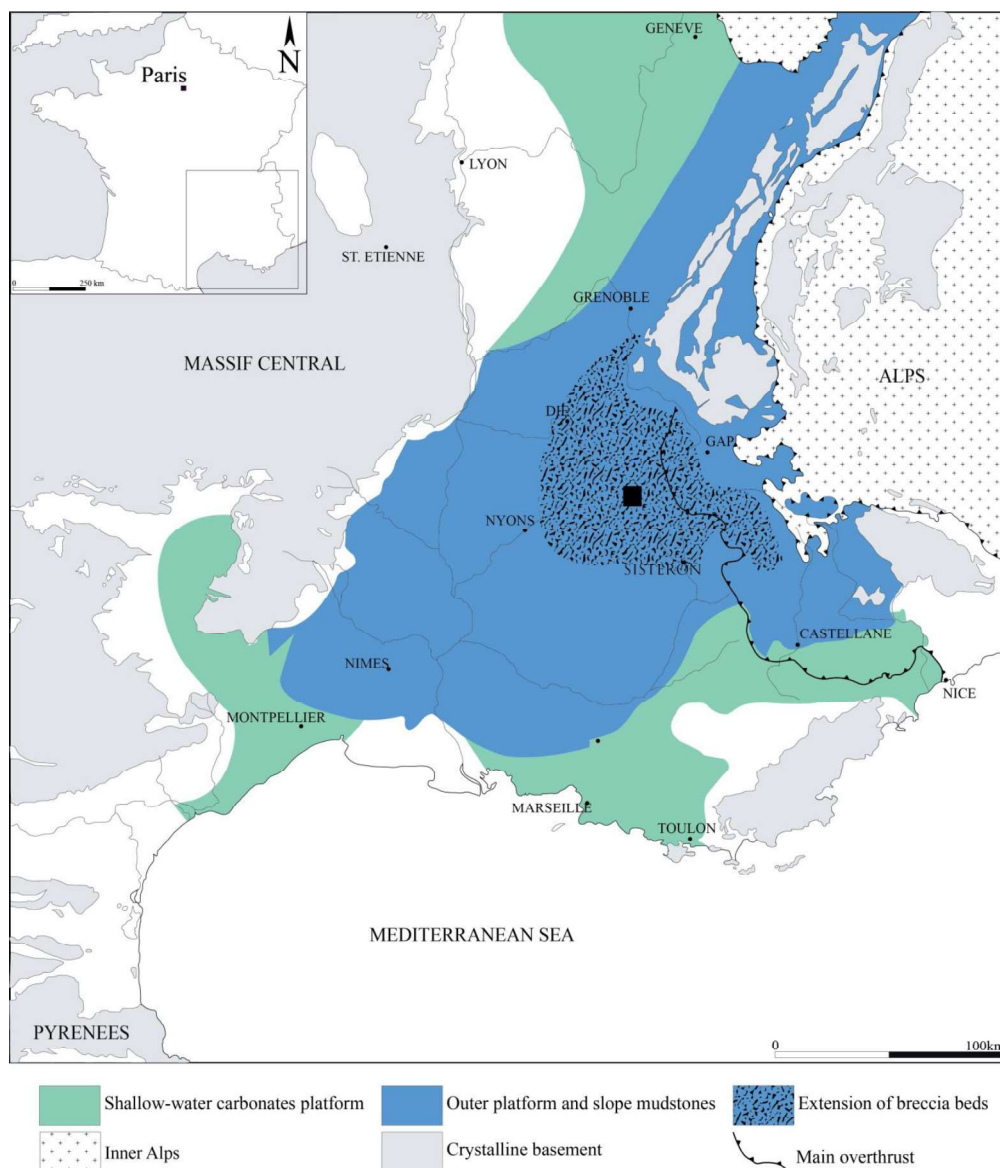 N
GENÈVE
Paris
LYON
ST. ETIENNE
0 250 km
GRENOBLE
MASSIF CENTRAL
ALPS
DIE
GAP
NYONS
SISTERON
CASTELLANE
NIMES
NICE
MONTPELLIER
MARSEILLE
TOULON
MEDITERRANEAN SEA
PYRENEES
0 100km
Shallow-water carbonates platform
Outer platform and slope mudstones
Extension of breccia beds
Inner Alps
Crystalline basement
Main overthrust